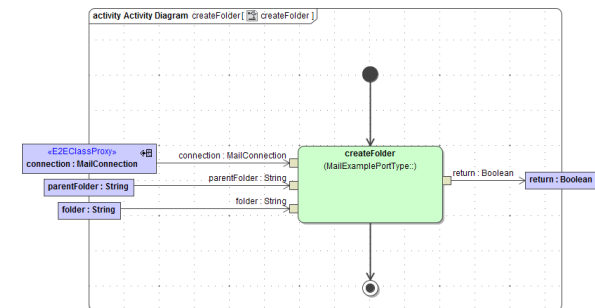 activity Activity Diagram createFolder[ createFolder ]
«E2EClassProxy»
connection : MailConnection
parentFolder : String
folder : String
connection : MailConnection
parentFolder : String
folder : String
createFolder
(MailExamplePortType::)
return : Boolean
return : Boolean